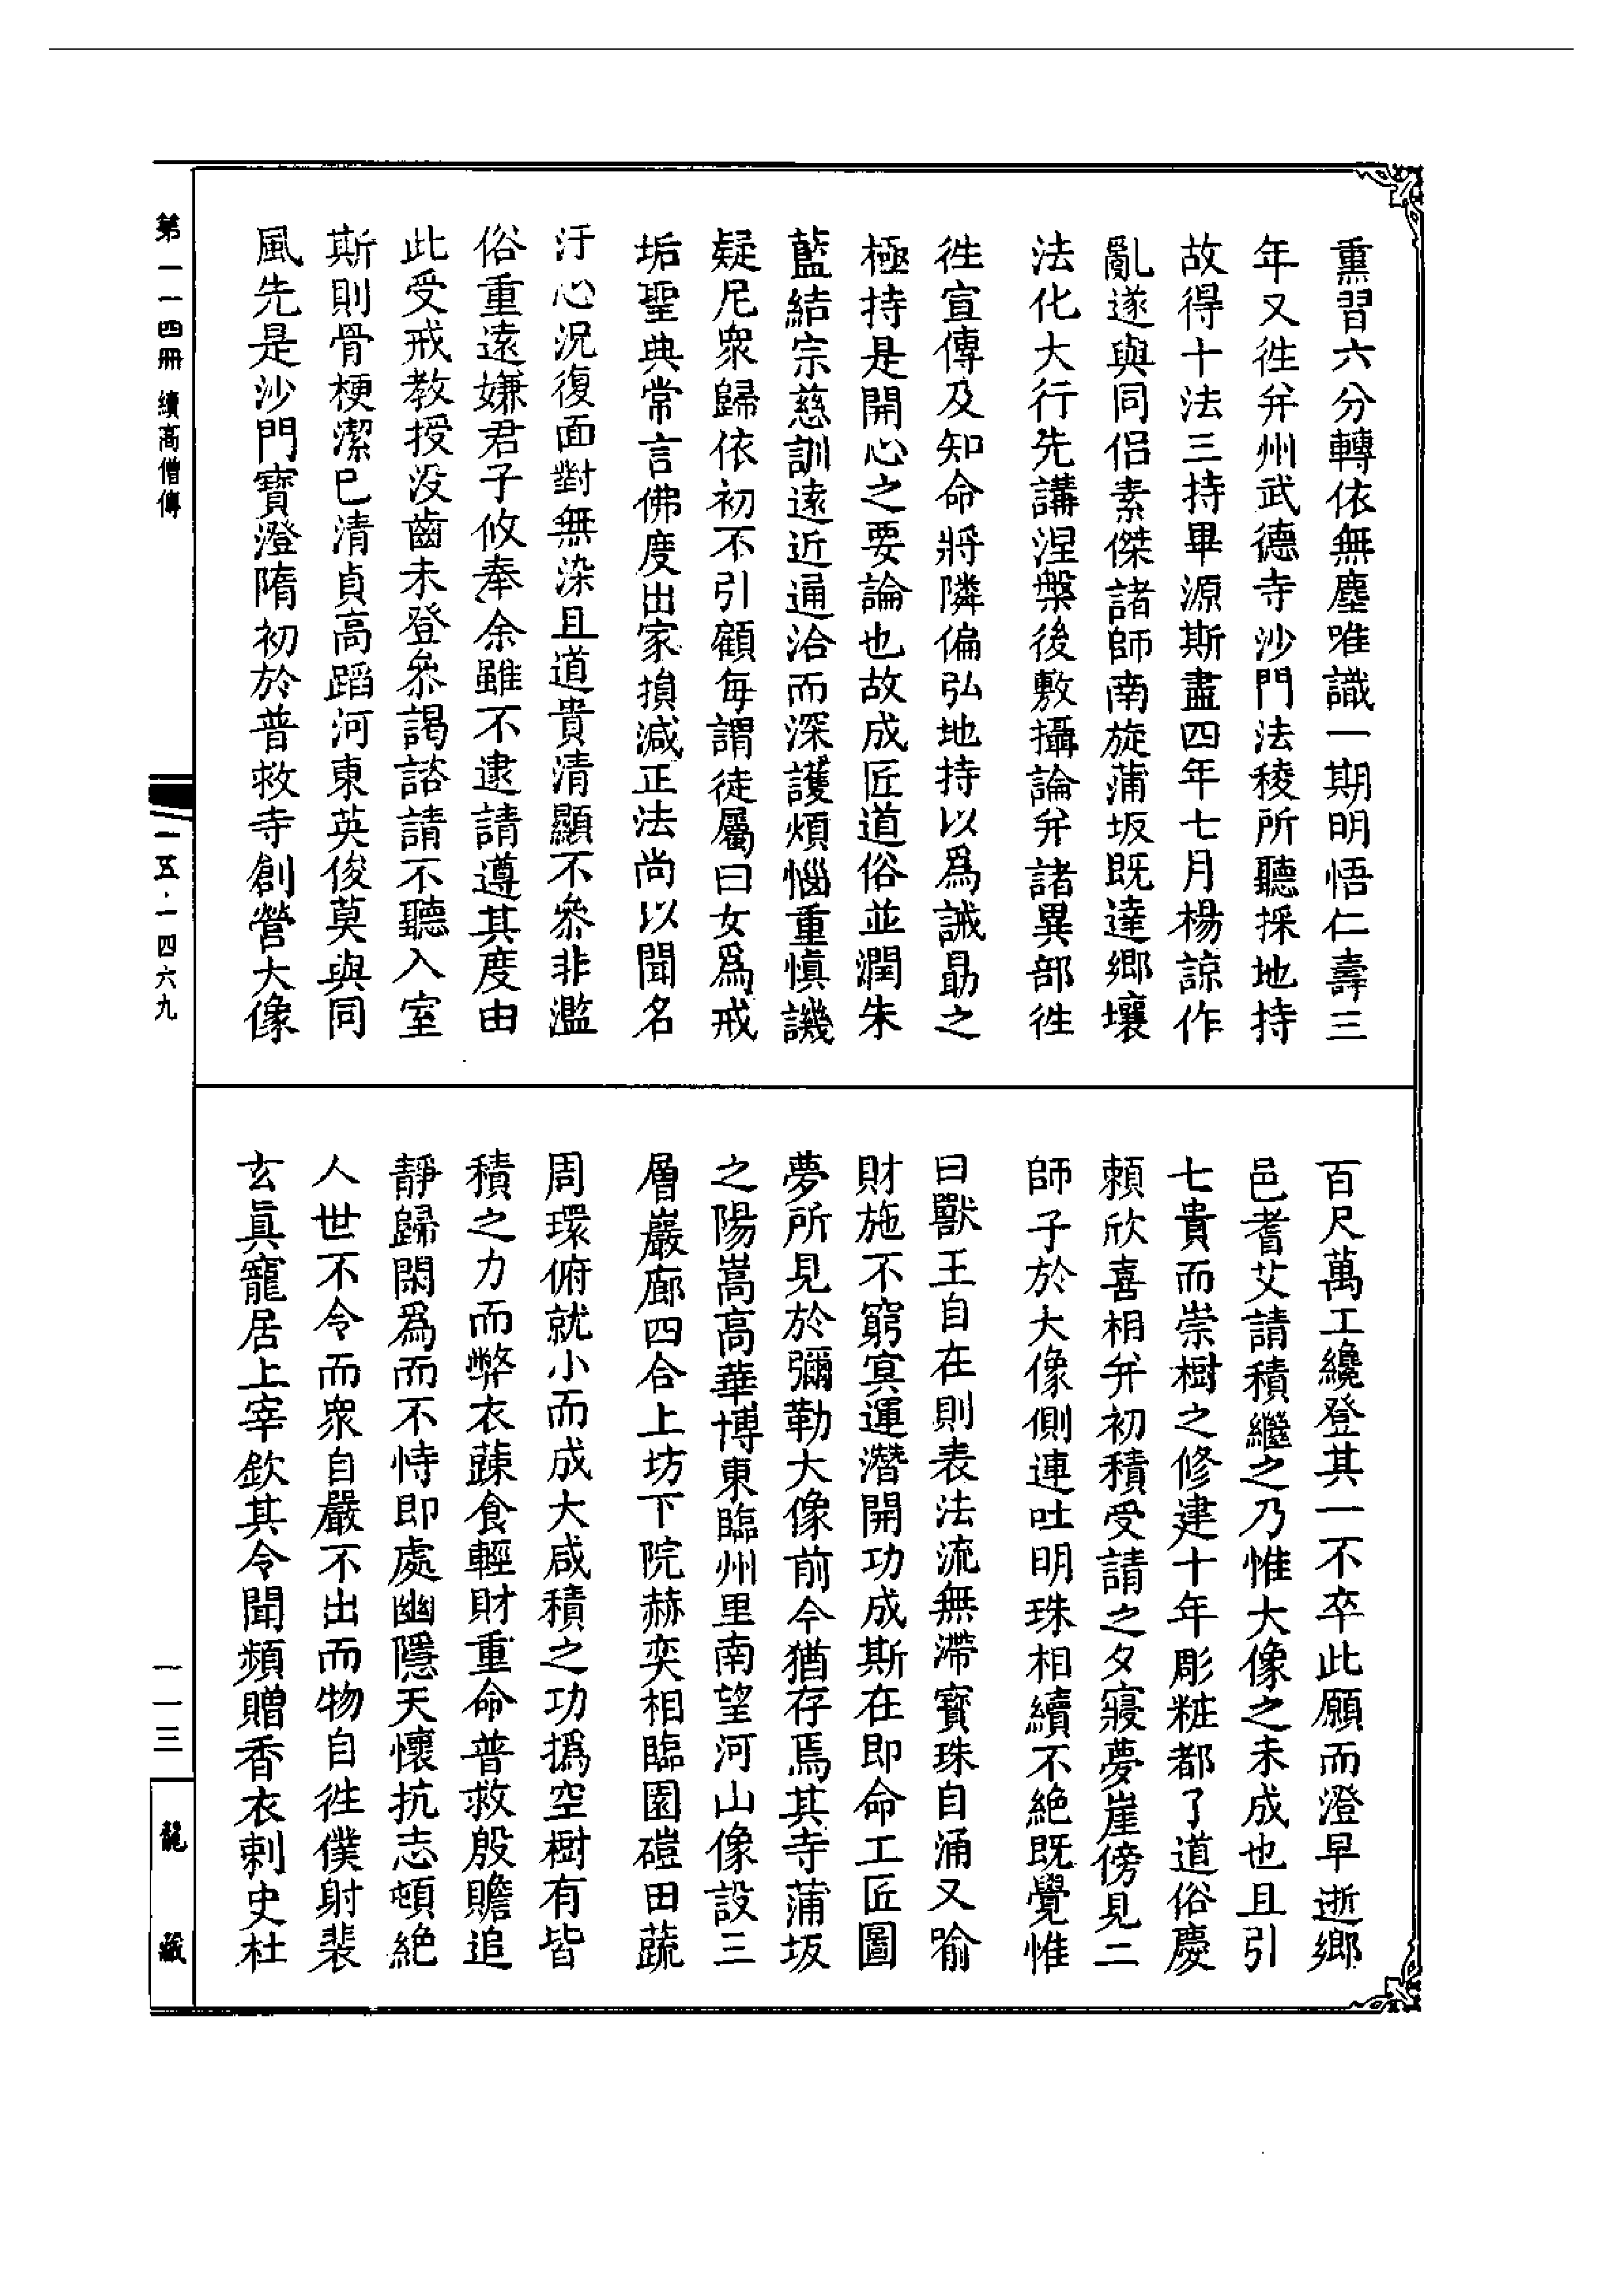 熏習六分轉依無塵唯識一期明悟仁壽三
年又徃幷州武德寺沙門法稜所聽採地持
故得十法三持畢源斯盡四年七月楊諒作
亂遂與同侣素傑諸師南旋蒲坂既達鄉壤
法化大行先講涅槃後敷攝論幷諸異部徃
徃宣傳及知命將隣偏弘地持以爲誡勗之
極持是開心之要論也故成匠道俗並潤朱
藍結宗慈訓遠近通洽而深護煩惱重慎譏
疑尼衆歸依初不引顧每謂徒屬曰女爲戒
垢聖典常言佛度出家損減正法尚以聞名
汙心況復面對無染且道貴清顯不叅非濫
俗重遠嫌君子攸奉余雖不逮請遵其度由
此受戒教授没齒未登叅謁諮請不聽入室
斯則骨梗潔已清貞高蹈河東英俊莫與同
風先是沙門寶澄隋初於普救寺創營大像
百尺萬工纔登其一不卒此願而澄早逝鄉
邑耆艾請積繼之乃惟大像之未成也且引
七貴而崇樹之修建十年彫粧都了道俗慶
賴欣喜相幷初積受請之夕寢夢崖傍見二
師子於大像側連吐明珠相續不絶既覺惟
曰獸王自在則表法流無滯寶珠自涌又喻
財施不窮冥運潛開功成斯在即命工匠圖
夢所見於彌勒大像前今猶存焉其寺蒲坂
之陽嵩高華博東臨州里南望河山像設三
層巖廊四合上坊下院赫奕相臨園磑田蔬
周環俯就小而成大咸積之功撝空樹有皆
積之力而弊衣蔬食輕財重命普救殷贍追
靜歸閑爲而不恃即處幽隱天懷抗志頓絶
人世不令而衆自嚴不出而物自徃僕射裴
玄眞寵居上宰欽其令聞頻贈香衣刺史杜
第一一四冊 續高僧傳
一五·一四六九
一一三
龍藏